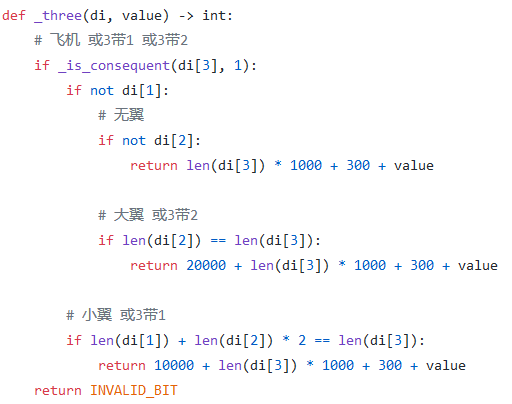 def _three(di, value) -> int:
    # 飞机 或3带1 或3带2
    if _is_consequent(di[3], 1):
        if not di[1]:
            # 无翼
            if not di[2]:
                return len(di[3]) * 1000 + 300 + value

            # 大翼 或3带2
            if len(di[2]) == len(di[3]):
                return 20000 + len(di[3]) * 1000 + 300 + value

        # 小翼 或3带1
        if len(di[1]) + len(di[2]) * 2 == len(di[3]):
            return 10000 + len(di[3]) * 1000 + 300 + value
    return INVALID_BIT